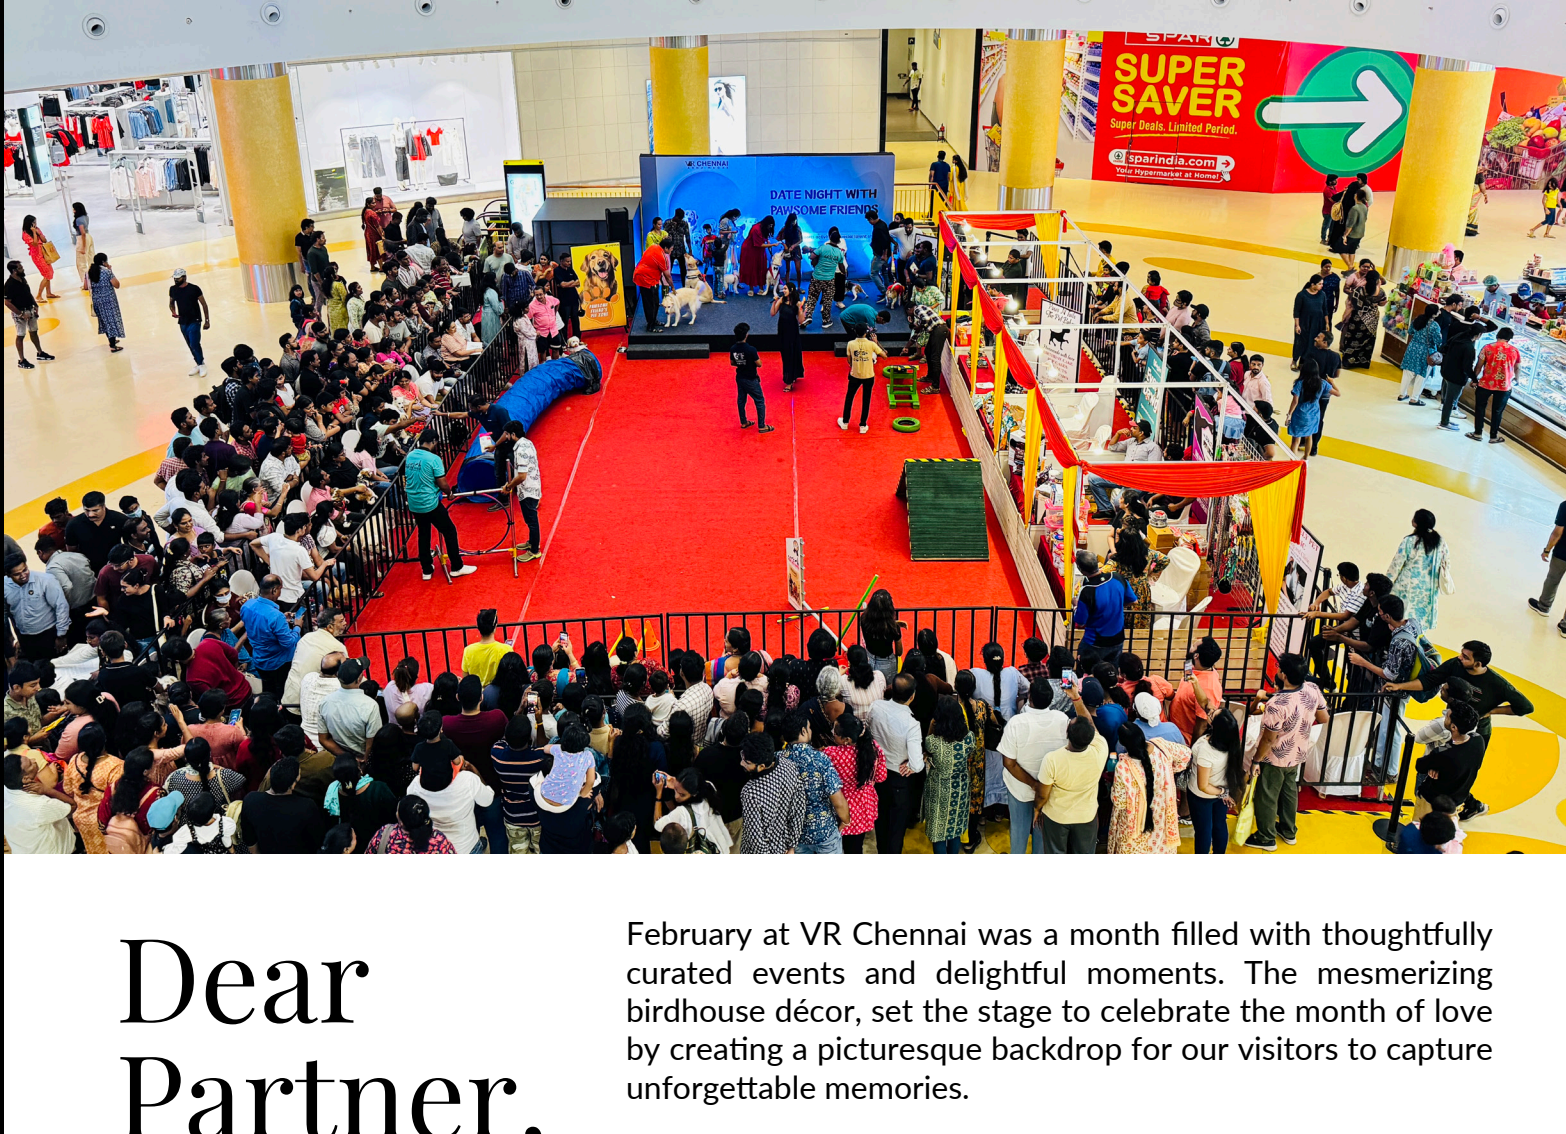 SPAR
SUPER
SAVER
Super Deals. Limited Period.
sparindia.com
Your Hypermarket at Home!
VR CHENNAI
DATE NIGHT WITH
PAWSOME FRIENDS
Dear
Partner,
February at VR Chennai was a month filled with thoughtfully
curated events and delightful moments. The mesmerizing
birdhouse décor, set the stage to celebrate the month of love
by creating a picturesque backdrop for our visitors to capture
unforgettable memories.